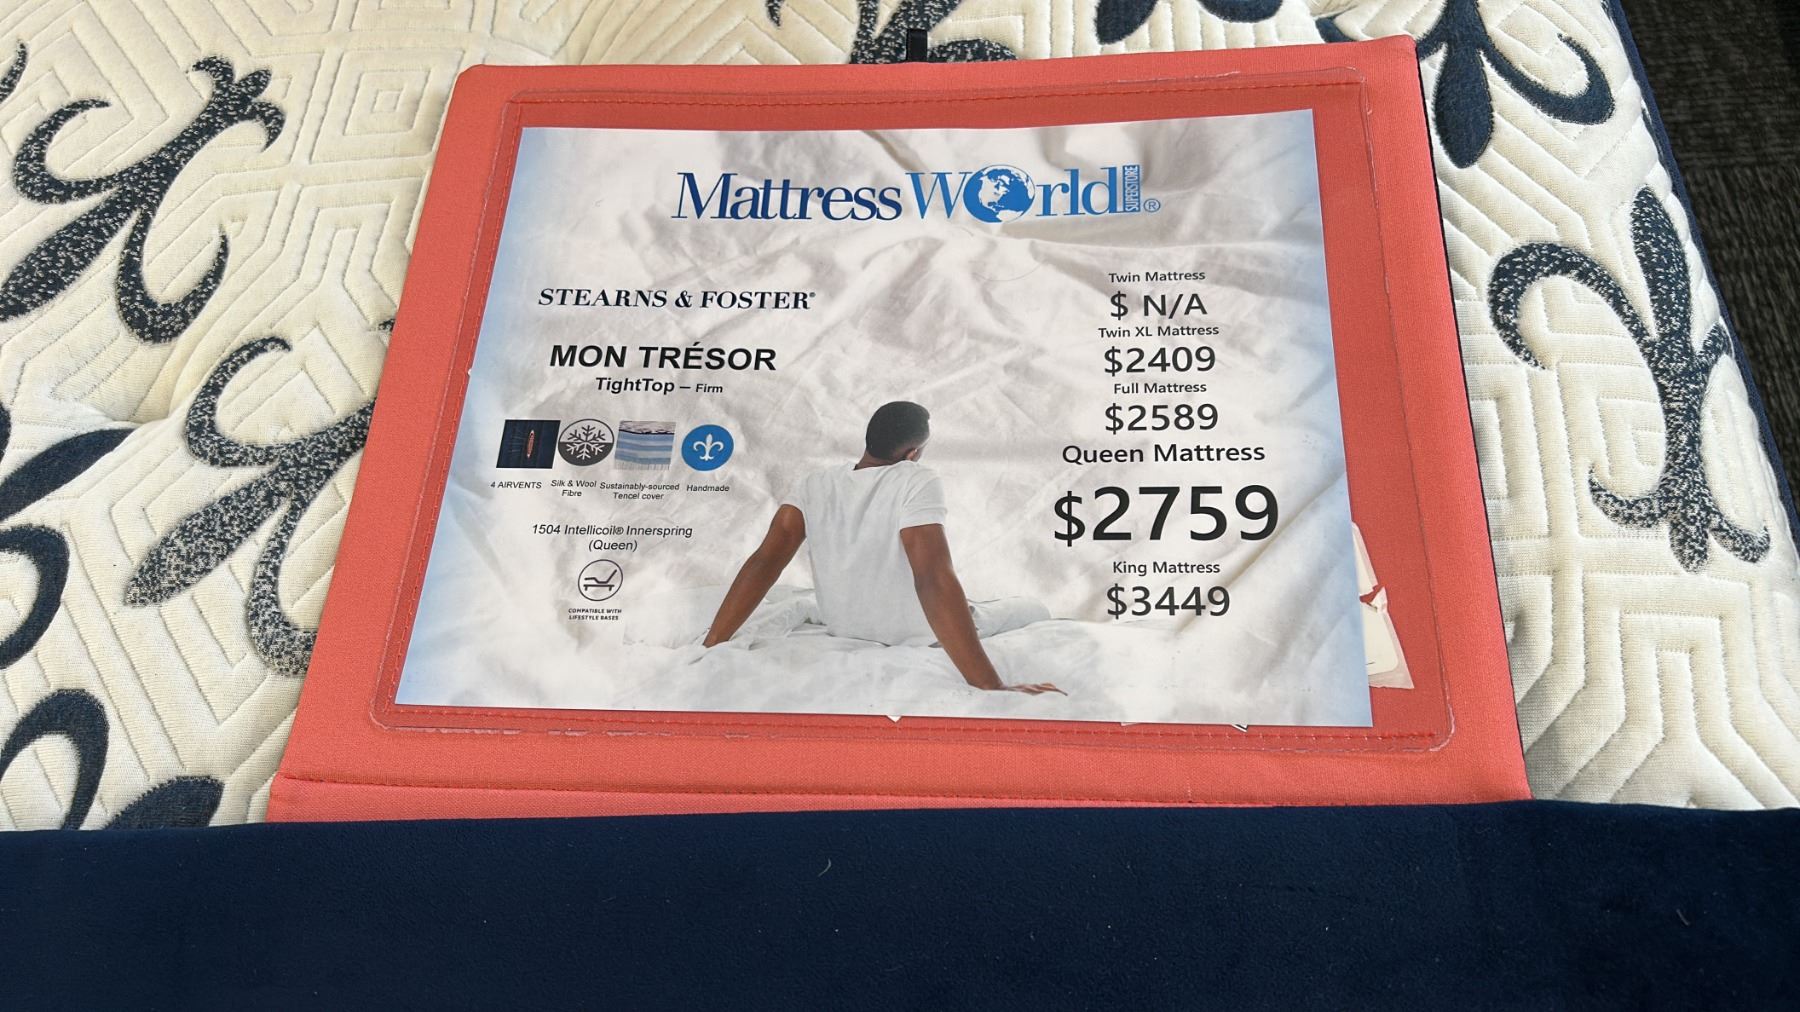 Mattress World SUPERSTORE ®
STEARNS & FOSTER®
MON TRÉSOR
TightTop – Firm
4 AIRVENTS
Silk & Wool
Fibre
Sustainably-sourced
Tencel cover
Handmade
1504 Intellicoil® Innerspring
(Queen)
COMPATIBLE WITH
LIFESTYLE BASES
Twin Mattress
$ N/A
Twin XL Mattress
$2409
Full Mattress
$2589
Queen Mattress
$2759
King Mattress
$3449